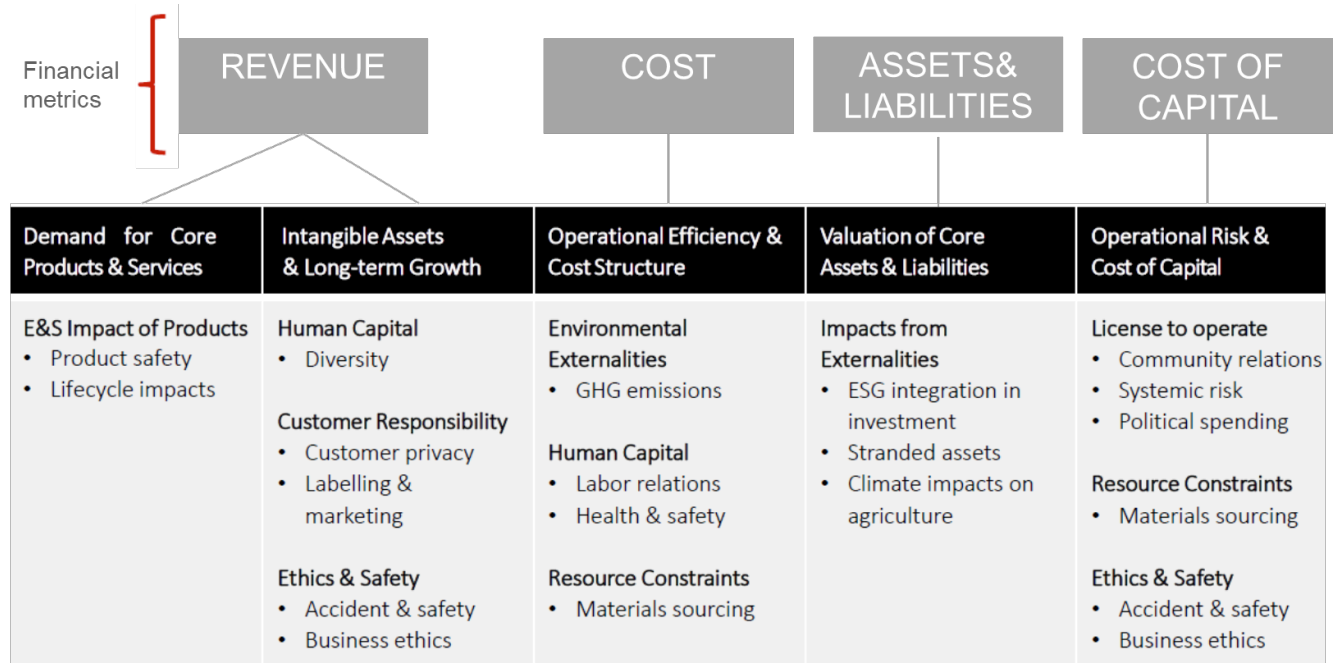 Financial
metrics
REVENUE
COST
ASSETS&
LIABILITIES
COST OF
CAPITAL
Demand for Core
Products & Services
Intangible Assets
& Long-term Growth
Operational Efficiency &
Cost Structure
Valuation of Core
Assets & Liabilities
Operational Risk &
Cost of Capital
E&S Impact of Products
• Product safety
• Lifecycle impacts
Human Capital
• Diversity
Customer Responsibility
• Customer privacy
• Labelling &
marketing
Ethics & Safety
• Accident & safety
• Business ethics
Environmental
Externalities
• GHG emissions
Human Capital
• Labor relations
• Health & safety
Resource Constraints
• Materials sourcing
Impacts from
Externalities
• ESG integration in
investment
• Stranded assets
• Climate impacts on
agriculture
License to operate
• Community relations
• Systemic risk
• Political spending
Resource Constraints
• Materials sourcing
Ethics & Safety
• Accident & safety
• Business ethics